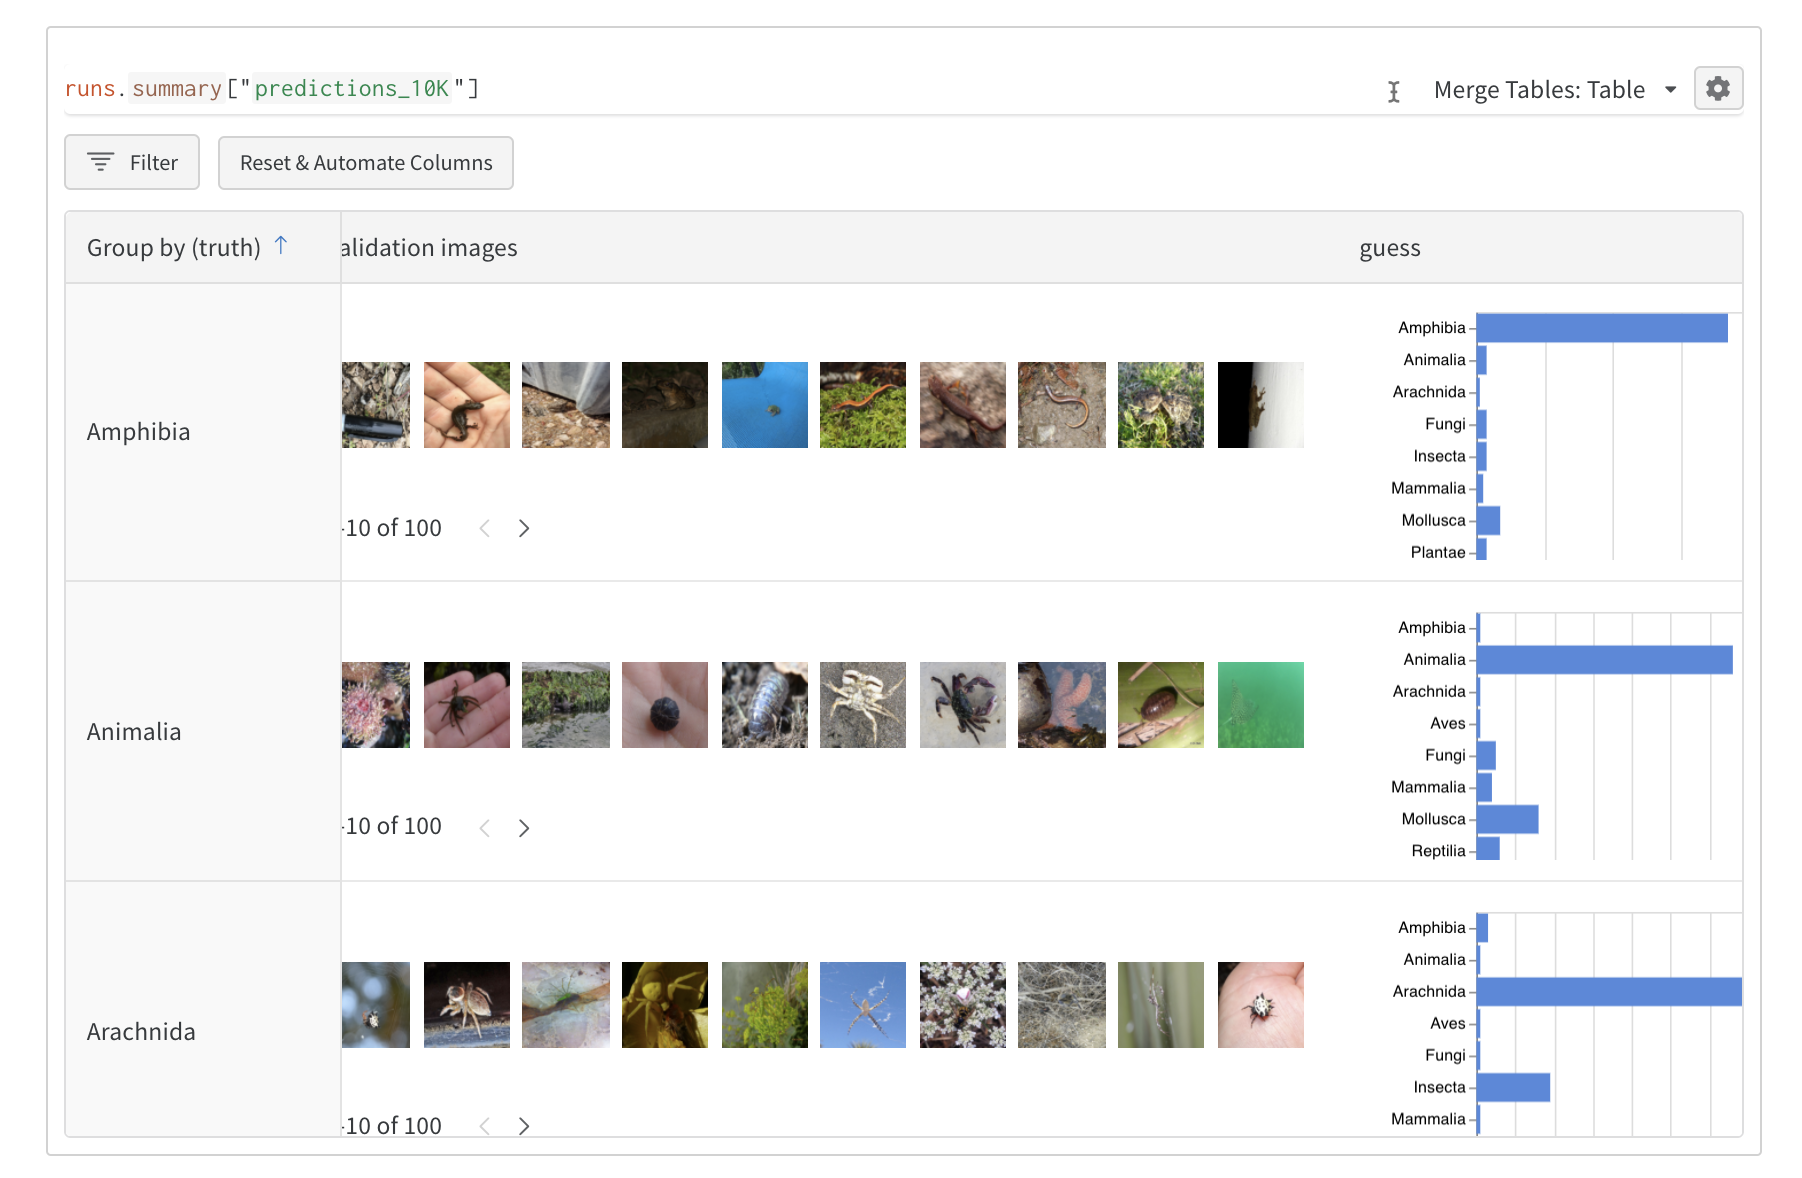 runs.summary["predictions_10K"]
Merge Tables: Table
Filter
Reset & Automate Columns
Group by (truth) ↑
alidation images
guess
Amphibia
-10 of 100
Amphibia
Animalia
Arachnida
Fungi
Insecta
Mammalia
Mollusca
Plantae
Animalia
-10 of 100
Amphibia
Animalia
Arachnida
Aves
Fungi
Mammalia
Mollusca
Reptilia
Arachnida
-10 of 100
Amphibia
Animalia
Arachnida
Aves
Fungi
Insecta
Mammalia